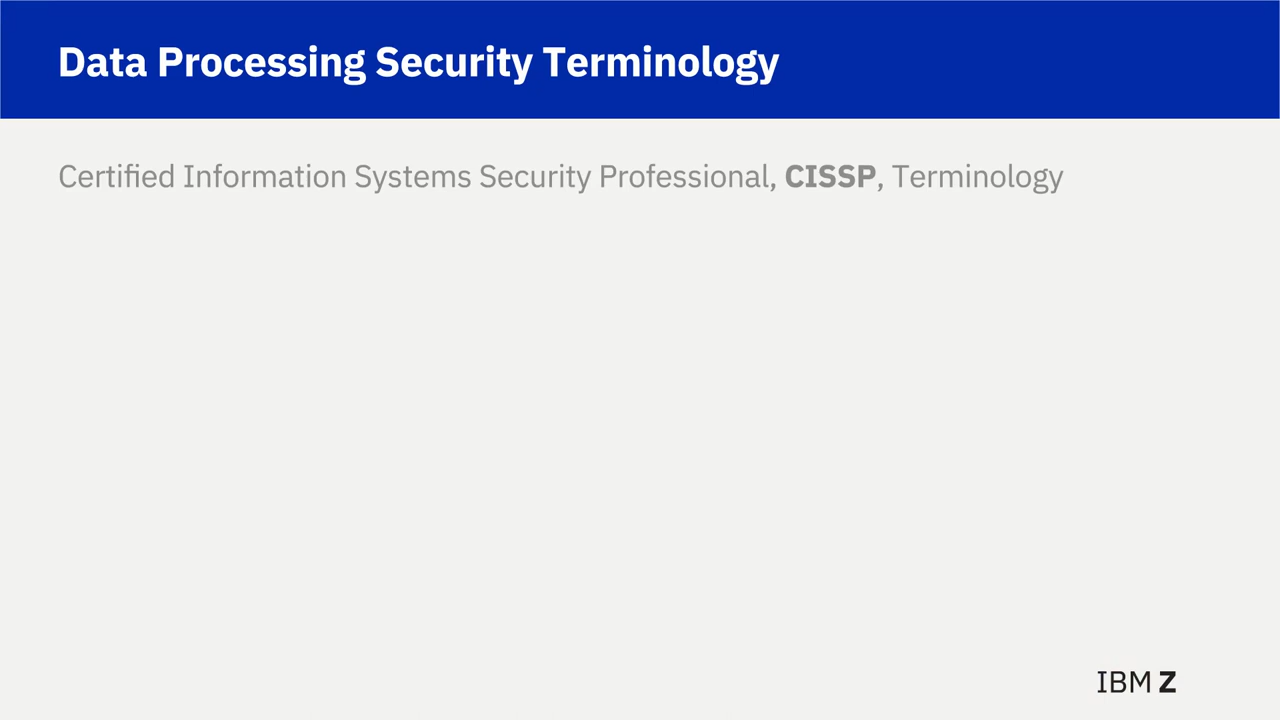 Data Processing Security Terminology
Certified Information Systems Security Professional, CISSP, Terminology
IBM Z